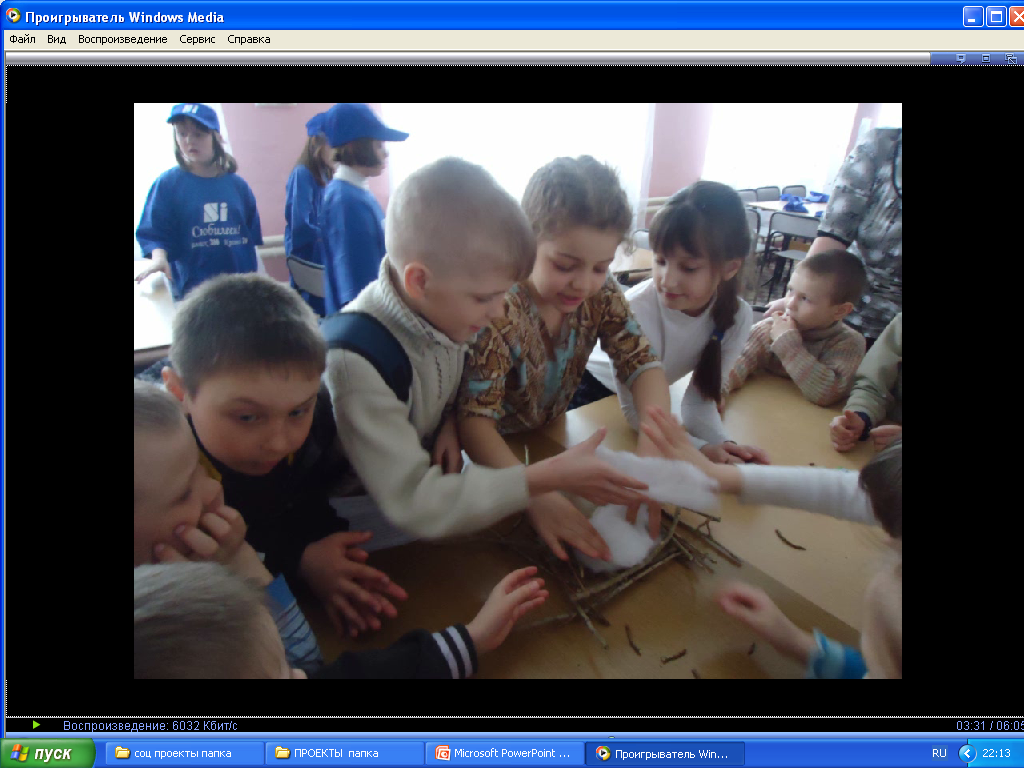 Проигрыватель Windows Media
Файл Вид Воспроизведение Сервис Справка
Si
Сюбилеем!
Воспроизведение: 6032 Кбит/с
03:31 / 06:05
пуск
соц проекты папка
ПРОЕКТЫ папка
Microsoft PowerPoint ...
Проигрыватель Win...
RU
22:13